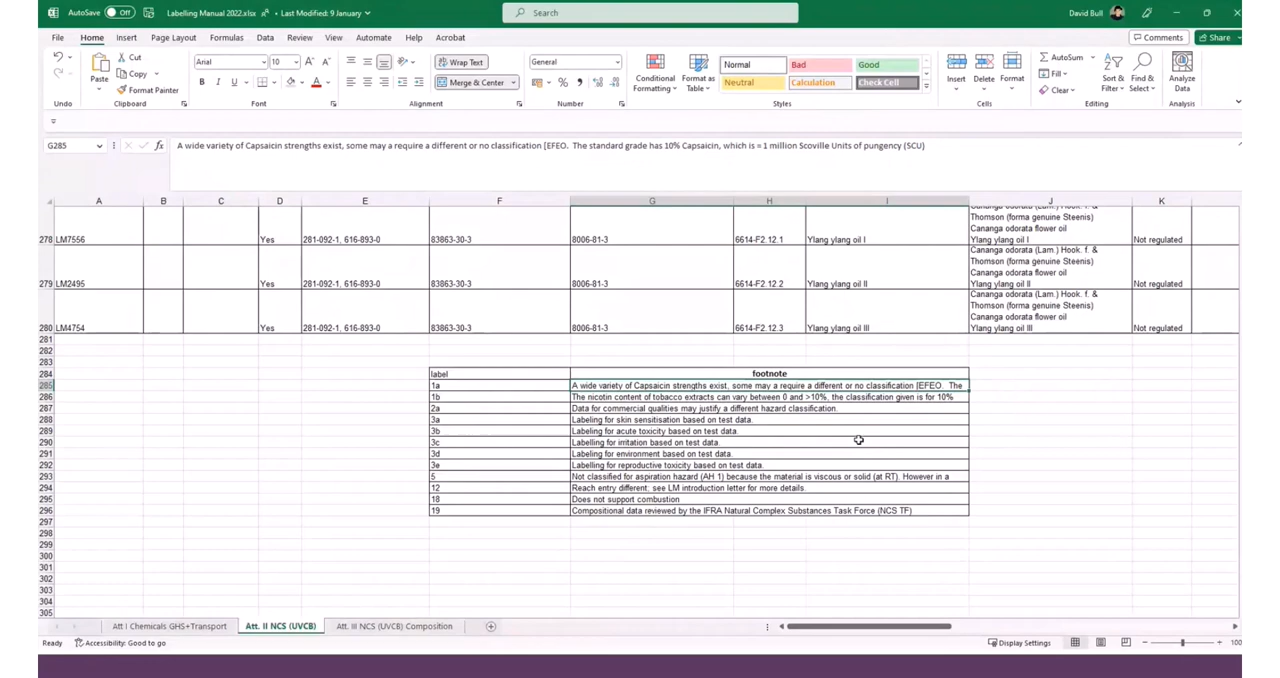 AutoSave Off Labelling Manual 2022.xlsx • Last Modified: 9 January Search David Bull
File Home Insert Page Layout Formulas Data Review View Automate Help Acrobat Comments Share
Cut Arial 10 Wrap Text General Normal Bad Good AutoSum
Copy Fill
Paste Conditional Format as Neutral Calculation Check Cell Insert Delete Format Sort & Find & Analyze
Format Painter B I U Merge & Center Formatting Table Clear Filter Select Data
Undo Clipboard Font Alignment Number Styles Cells Editing Analysis
G285 fx A wide variety of Capsaicin strengths exist, some may a require a different or no classification [EFEO. The standard grade has 10% Capsaicin, which is = 1 million Scoville Units of pungency (SCU)
A B C D E F G H I J K
Cananga odorata (Lam.) Hook. f. &
Thomson (forma genuine Steenis)
Cananga odorata flower oil
278 LM7556 Yes 281-092-1, 616-893-0 83863-30-3 8006-81-3 6614-F2.12.1 Ylang ylang oil I Ylang ylang oil I Not regulated
Cananga odorata (Lam.) Hook. f. &
Thomson (forma genuine Steenis)
Cananga odorata flower oil
279 LM2495 Yes 281-092-1, 616-893-0 83863-30-3 8006-81-3 6614-F2.12.2 Ylang ylang oil II Ylang ylang oil II Not regulated
Cananga odorata (Lam.) Hook. f. &
Thomson (forma genuine Steenis)
Cananga odorata flower oil
280 LM4754 Yes 281-092-1, 616-893-0 83863-30-3 8006-81-3 6614-F2.12.3 Ylang ylang oil III Ylang ylang oil III Not regulated
281
282
283
284 label footnote
285 1a A wide variety of Capsaicin strengths exist, some may a require a different or no classification [EFEO. The
286 1b The nicotin content of tobacco extracts can vary between 0 and >10%, the classification given is for 10%
287 2a Data for commercial qualities may justify a different hazard classification.
288 3a Labeling for skin sensitisation based on test data.
289 3b Labeling for acute toxicity based on test data.
290 3c Labelling for irritation based on test data.
291 3d Labeling for environment based on test data.
292 3e Labelling for reproductive toxicity based on test data.
293 5 Not classified for aspiration hazard (AH 1) because the material is viscous or solid (at RT). However in a
294 12 Reach entry different; see LM introduction letter for more details.
295 18 Does not support combustion
296 19 Compositional data reviewed by the IFRA Natural Complex Substances Task Force (NCS TF)
297
298
299
300
301
302
303
304
305
Att I Chemicals GHS+Transport Att. II NCS (UVCB) Att. III NCS (UVCB) Composition
Ready Accessibility: Good to go Display Settings 100